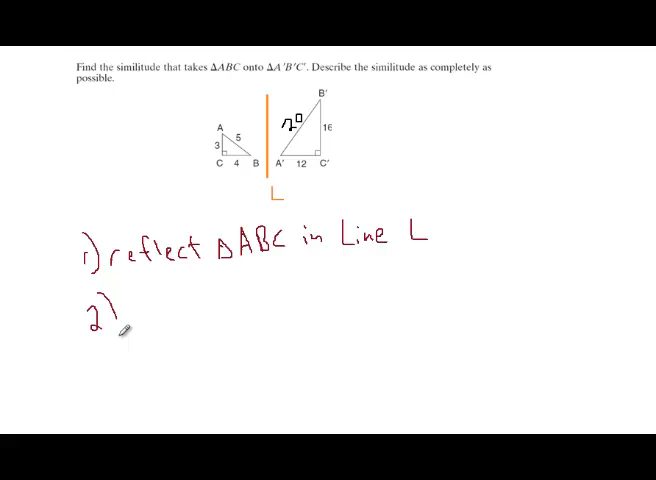 Find the similitude that takes ΔABC onto ΔA′B′C′. Describe the similitude as completely as
possible.
B′
A
5
20
3
16
C 4 B A′ 12 C′
L
1) reflect ΔABC in Line L
2)